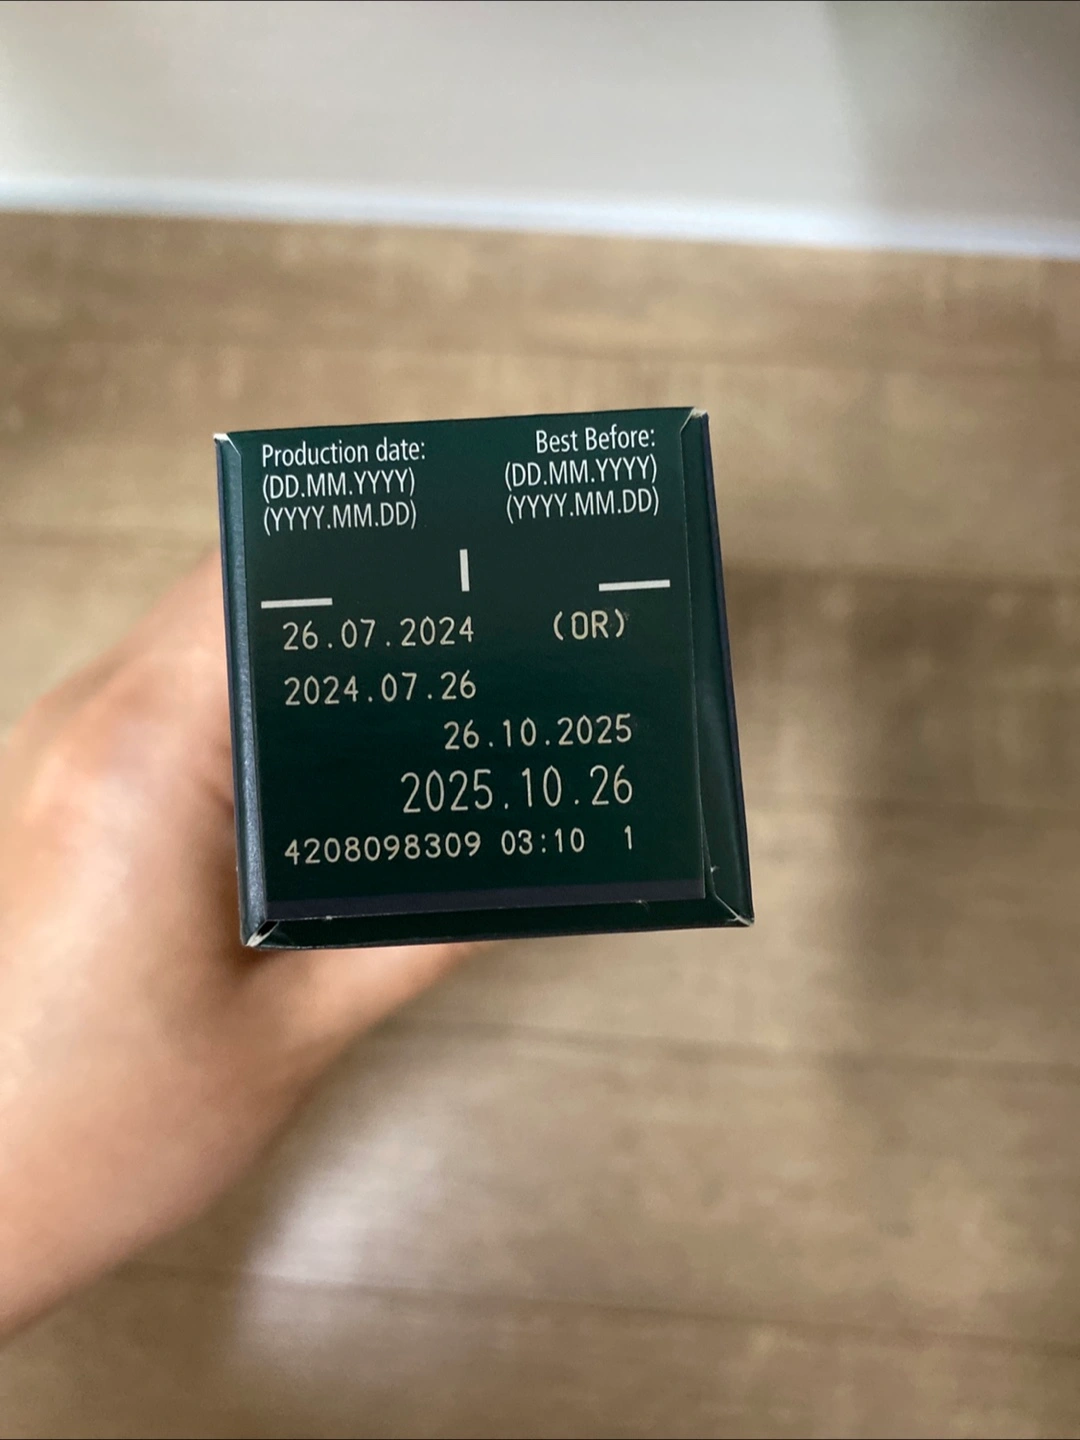 Production date:
(DD.MM.YYYY)
(YYYY.MM.DD)
Best Before:
(DD.MM.YYYY)
(YYYY.MM.DD)
26.07.2024 (OR)
2024.07.26
26.10.2025
2025.10.26
4208098309 03:10 1